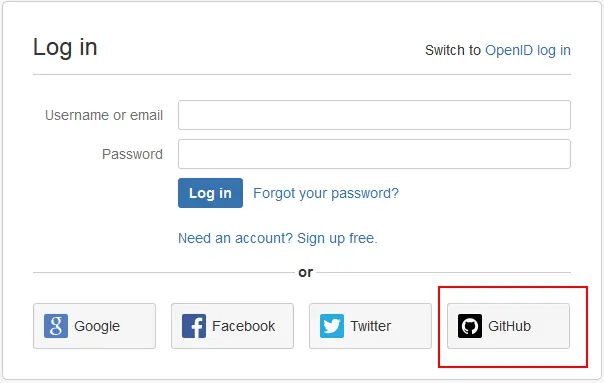 Log in
Switch to OpenID log in
Username or email
Password
Log in Forgot your password?
Need an account? Sign up free.
or
g Google f Facebook Twitter GitHub